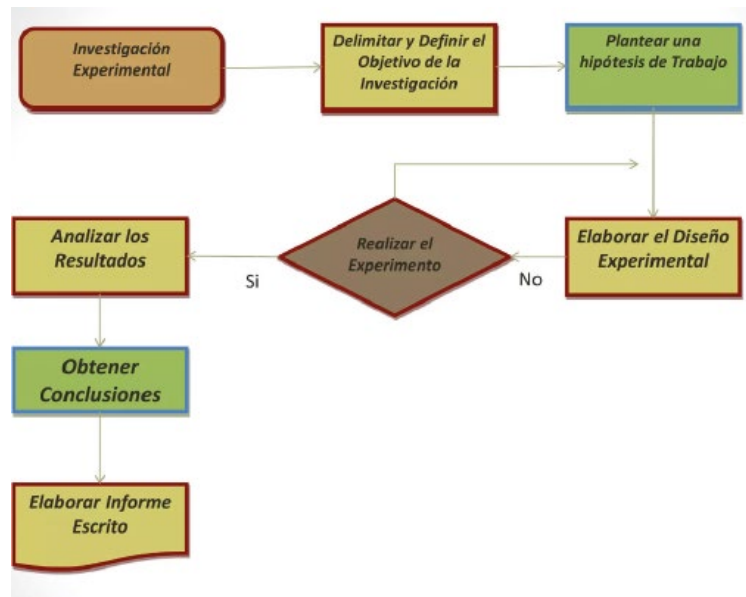 Investigación
Experimental
Delimitar y Definir el
Objetivo de la
Investigación
Plantear una
hipótesis de Trabajo
Analizar los
Resultados
Si
Realizar el
Experimento
No
Elaborar el Diseño
Experimental
Obtener
Conclusiones
Elaborar Informe
Escrito